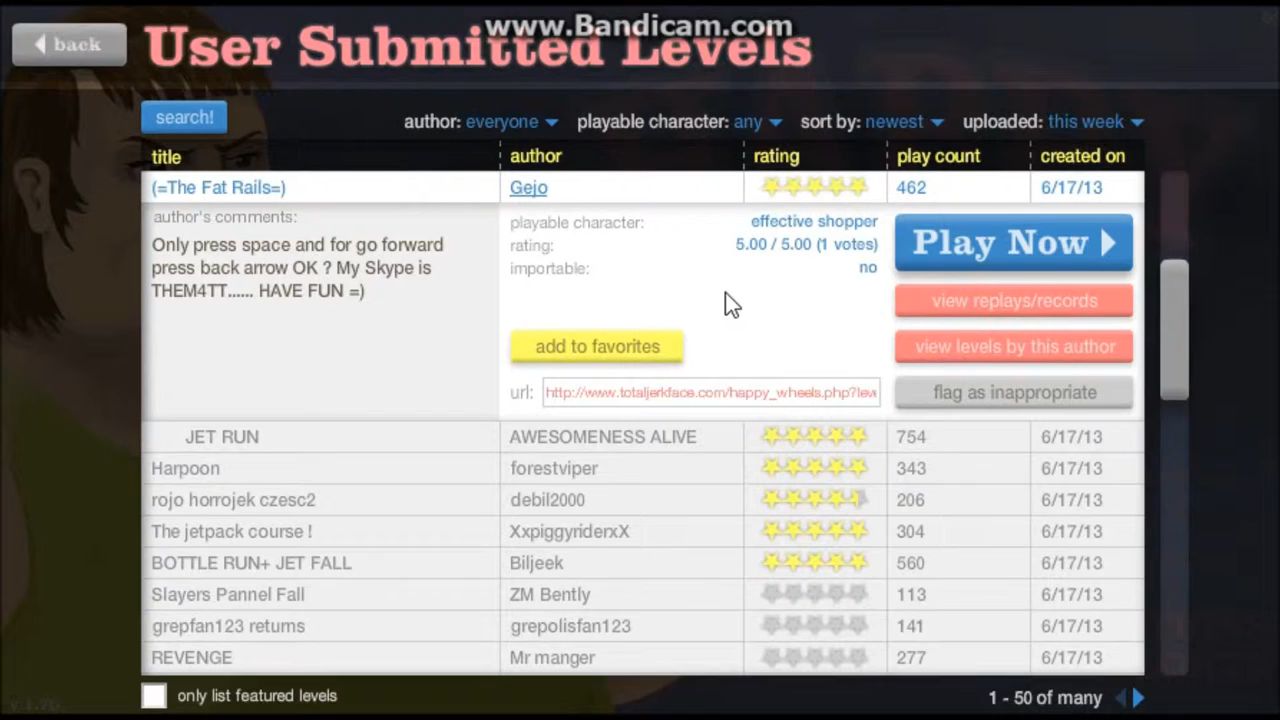 www.Bandicam.com
back
User Submitted Levels
search!
author: everyone playable character: any sort by: newest uploaded: this week
title author rating play count created on
(=The Fat Rails=) Gejo 462 6/17/13
author's comments:
Only press space and for go forward
press back arrow OK ? My Skype is
THEM4TT...... HAVE FUN =)
playable character: effective shopper
rating: 5.00 / 5.00 (1 votes)
importable: no
add to favorites
url: http://www.totaljerkface.com/happy_wheels.php?leve
Play Now
view replays/records
view levels by this author
flag as inappropriate
JET RUN AWESOMENESS ALIVE 754 6/17/13
Harpoon forestviper 343 6/17/13
rojo horrojek czesc2 debil2000 206 6/17/13
The jetpack course ! XxpiggyriderxX 304 6/17/13
BOTTLE RUN+ JET FALL Biljeek 560 6/17/13
Slayers Pannel Fall ZM Bently 113 6/17/13
grepfan123 returns grepolisfan123 141 6/17/13
REVENGE Mr manger 277 6/17/13
only list featured levels
1 - 50 of many